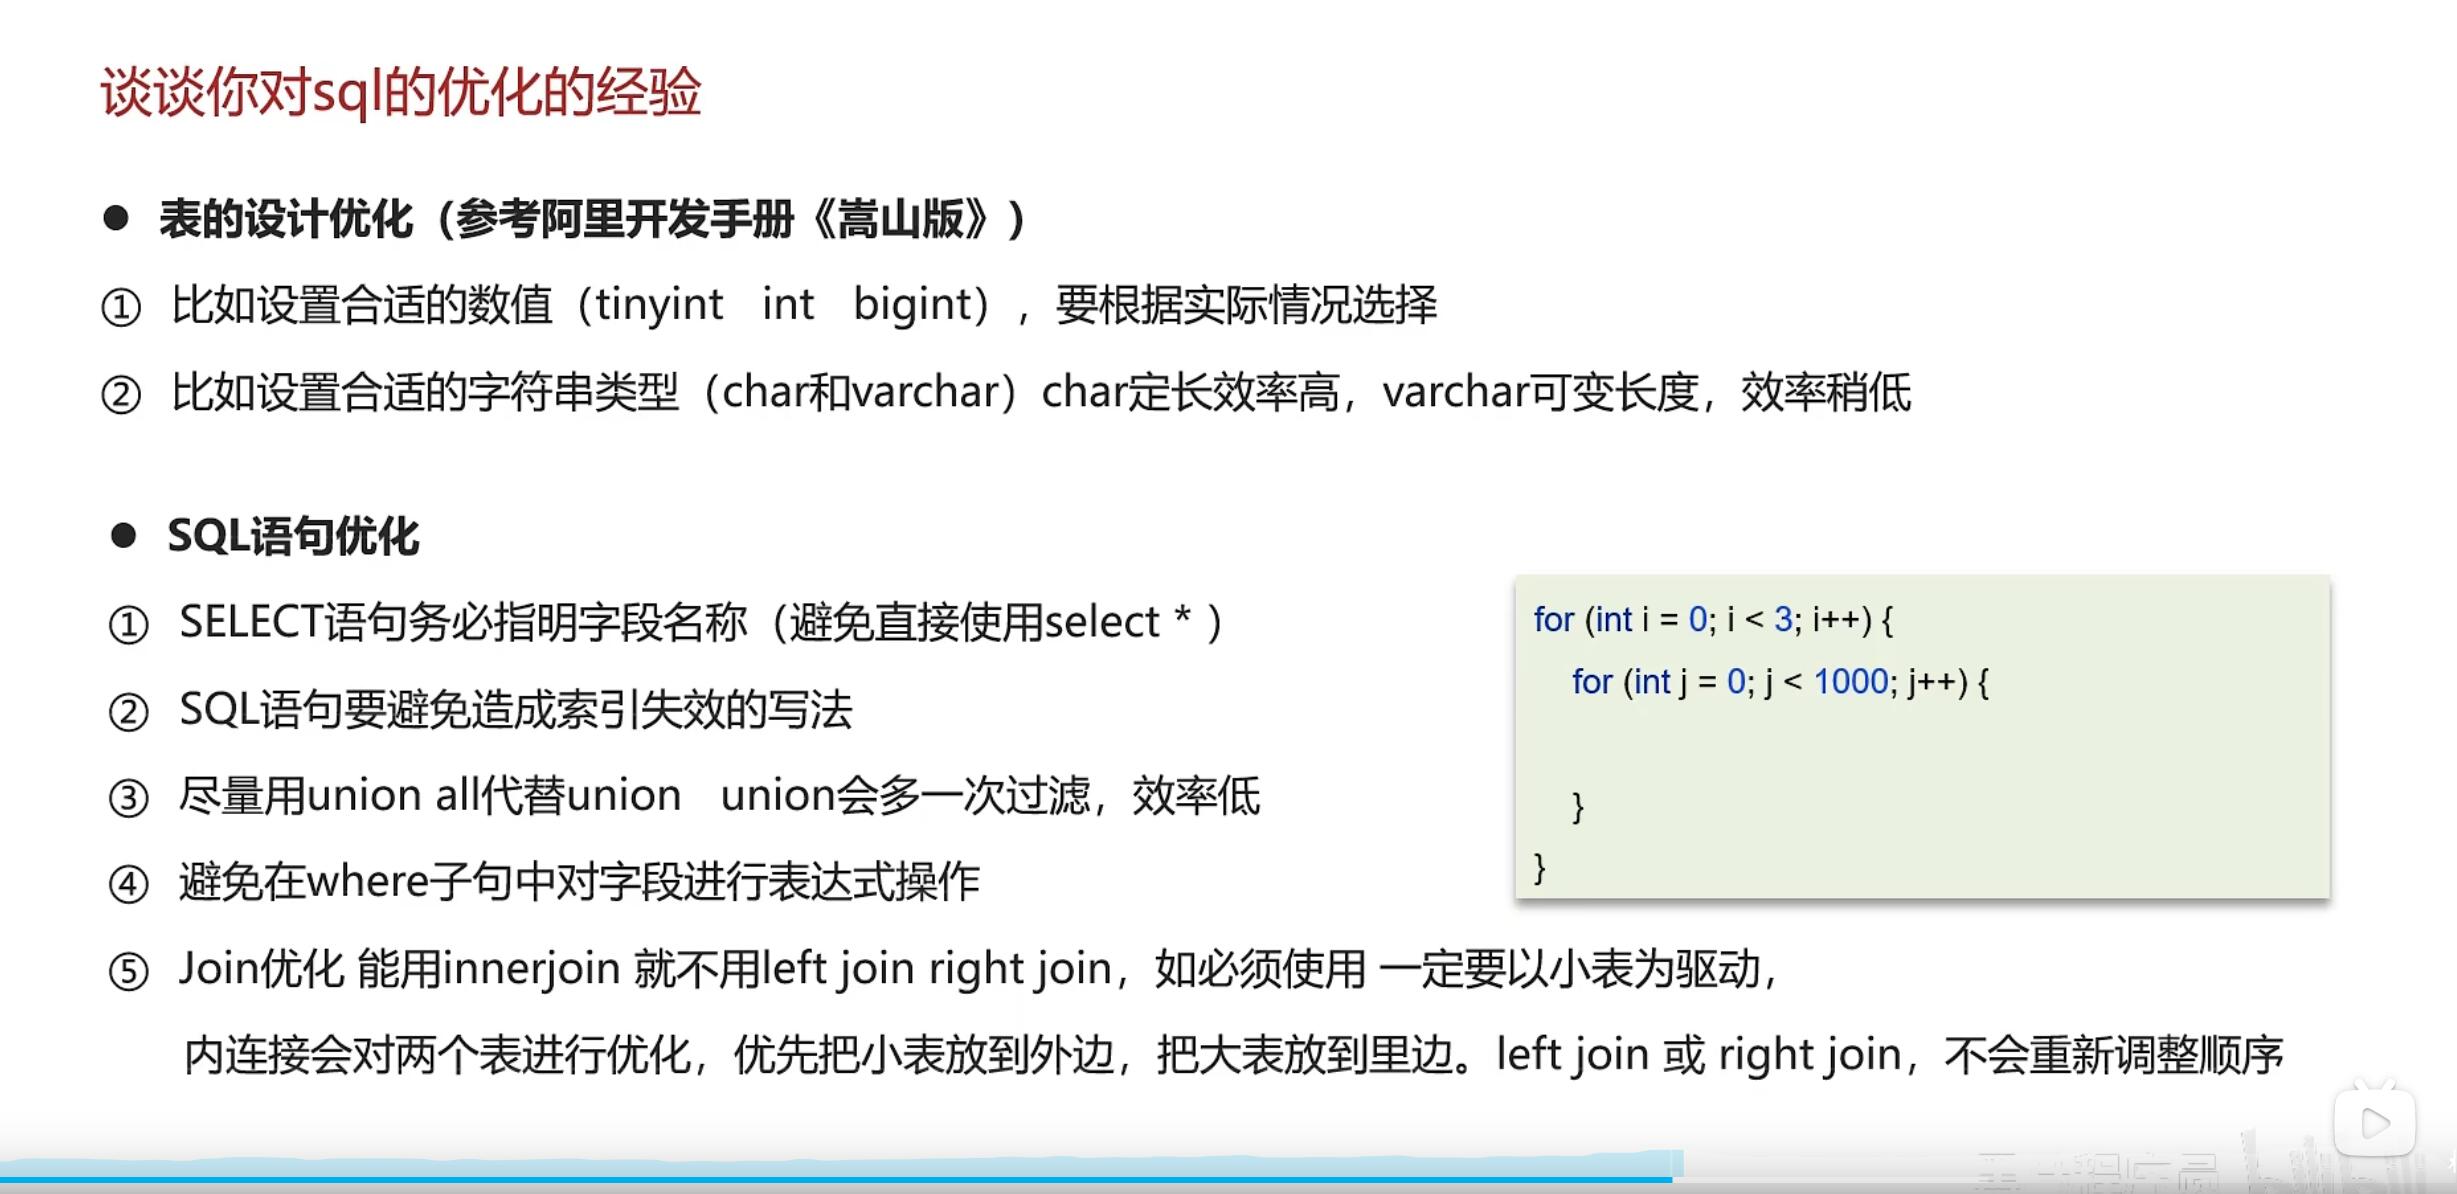 谈谈你对sql的优化的经验
● 表的设计优化（参考阿里开发手册《嵩山版》）
① 比如设置合适的数值（tinyint int bigint），要根据实际情况选择
② 比如设置合适的字符串类型（char和varchar）char定长效率高，varchar可变长度，效率稍低
● SQL语句优化
① SELECT语句务必指明字段名称（避免直接使用select * ）
② SQL语句要避免造成索引失效的写法
③ 尽量用union all代替union union会多一次过滤，效率低
④ 避免在where子句中对字段进行表达式操作
⑤ Join优化 能用innerjoin 就不用left join right join，如必须使用 一定要以小表为驱动，
内连接会对两个表进行优化，优先把小表放到外边，把大表放到里边。left join 或 right join，不会重新调整顺序
for (int i = 0; i < 3; i++) {
for (int j = 0; j < 1000; j++) {
}
}